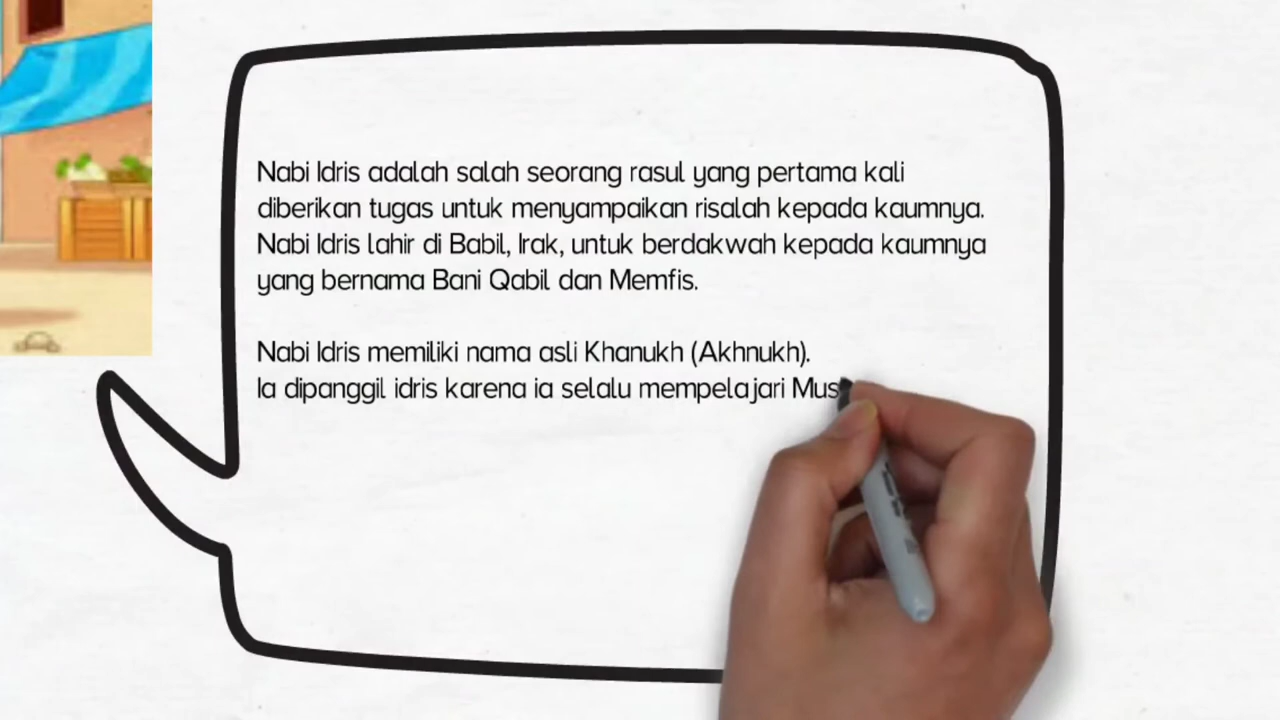 Nabi Idris adalah salah seorang rasul yang pertama kali
diberikan tugas untuk menyampaikan risalah kepada kaumnya.
Nabi Idris lahir di Babil, Irak, untuk berdakwah kepada kaumnya
yang bernama Bani Qabil dan Memfis.
Nabi Idris memiliki nama asli Khanukh (Akhnukh).
Ia dipanggil idris karena ia selalu mempelajari